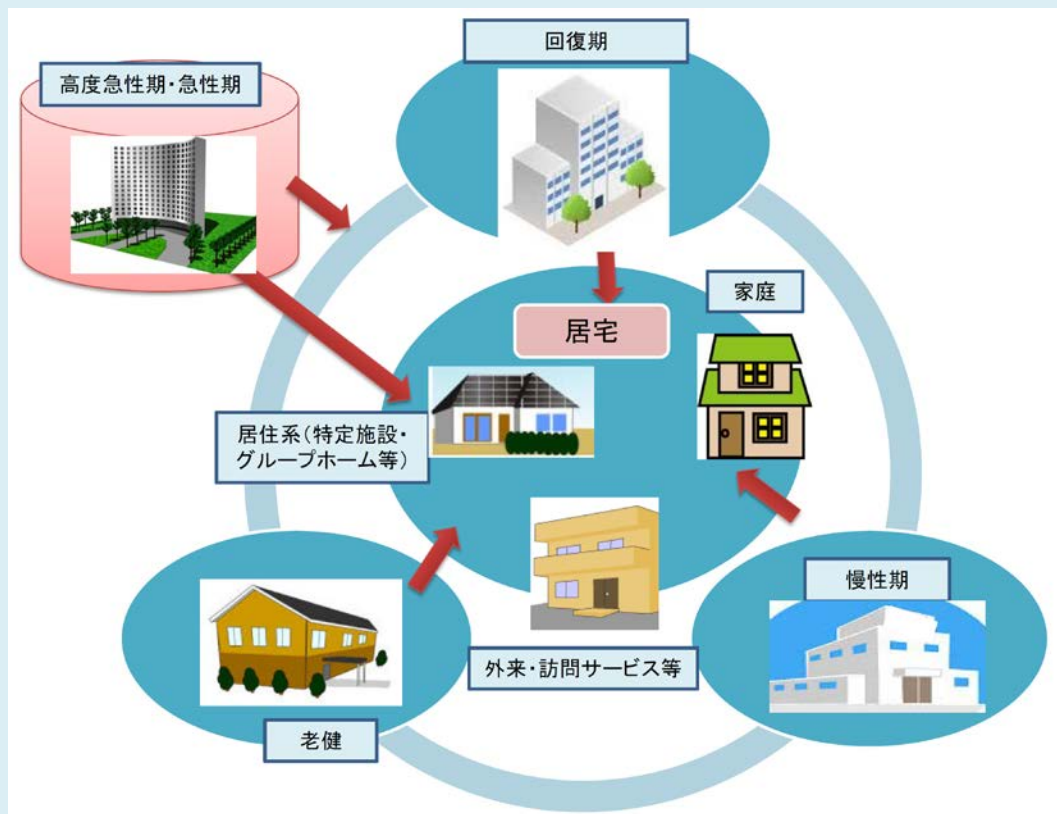 回復期
高度急性期・急性期
家庭
居宅
居住系(特定施設・
グループホーム等)
慢性期
外来・訪問サービス等
老健